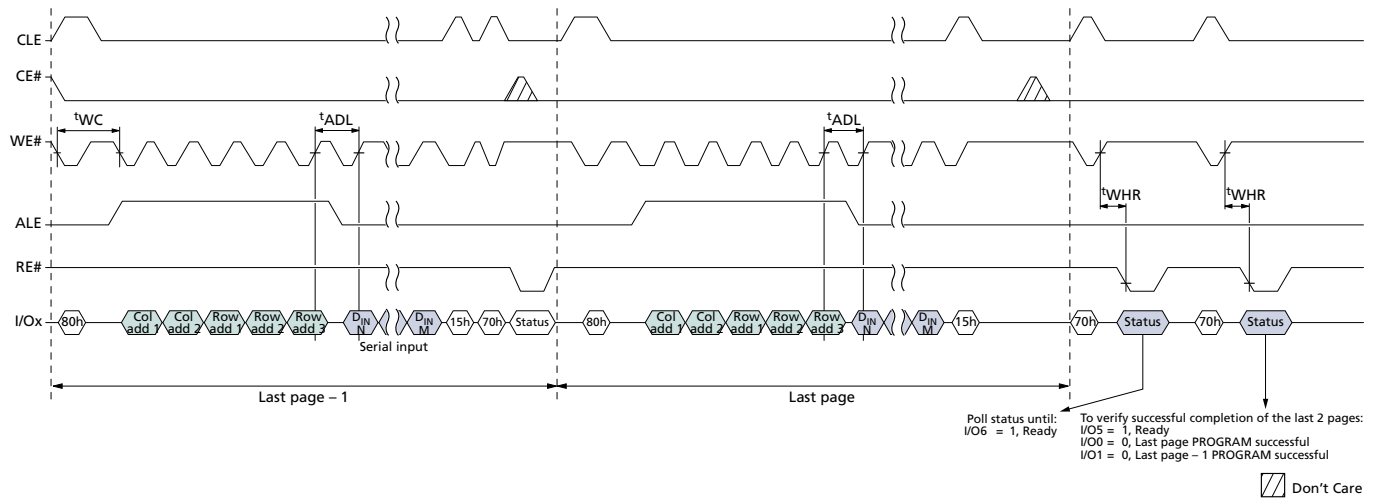 CLE
CE#
tWC
tADL
tADL
WE#
tWHR
tWHR
ALE
RE#
I/Ox
80h
Col add 1
Col add 2
Row add 1
Row add 2
Row add 3
DIN N
DIN M
15h
70h
Status
80h
Col add 1
Col add 2
Row add 1
Row add 2
Row add 3
DIN N
DIN M
15h
70h
Status
70h
Status
Serial input
Last page – 1
Last page
Poll status until:
I/O6 = 1, Ready
To verify successful completion of the last 2 pages:
I/O5 = 1, Ready
I/O0 = 0, Last page PROGRAM successful
I/O1 = 0, Last page – 1 PROGRAM successful
Don’t Care